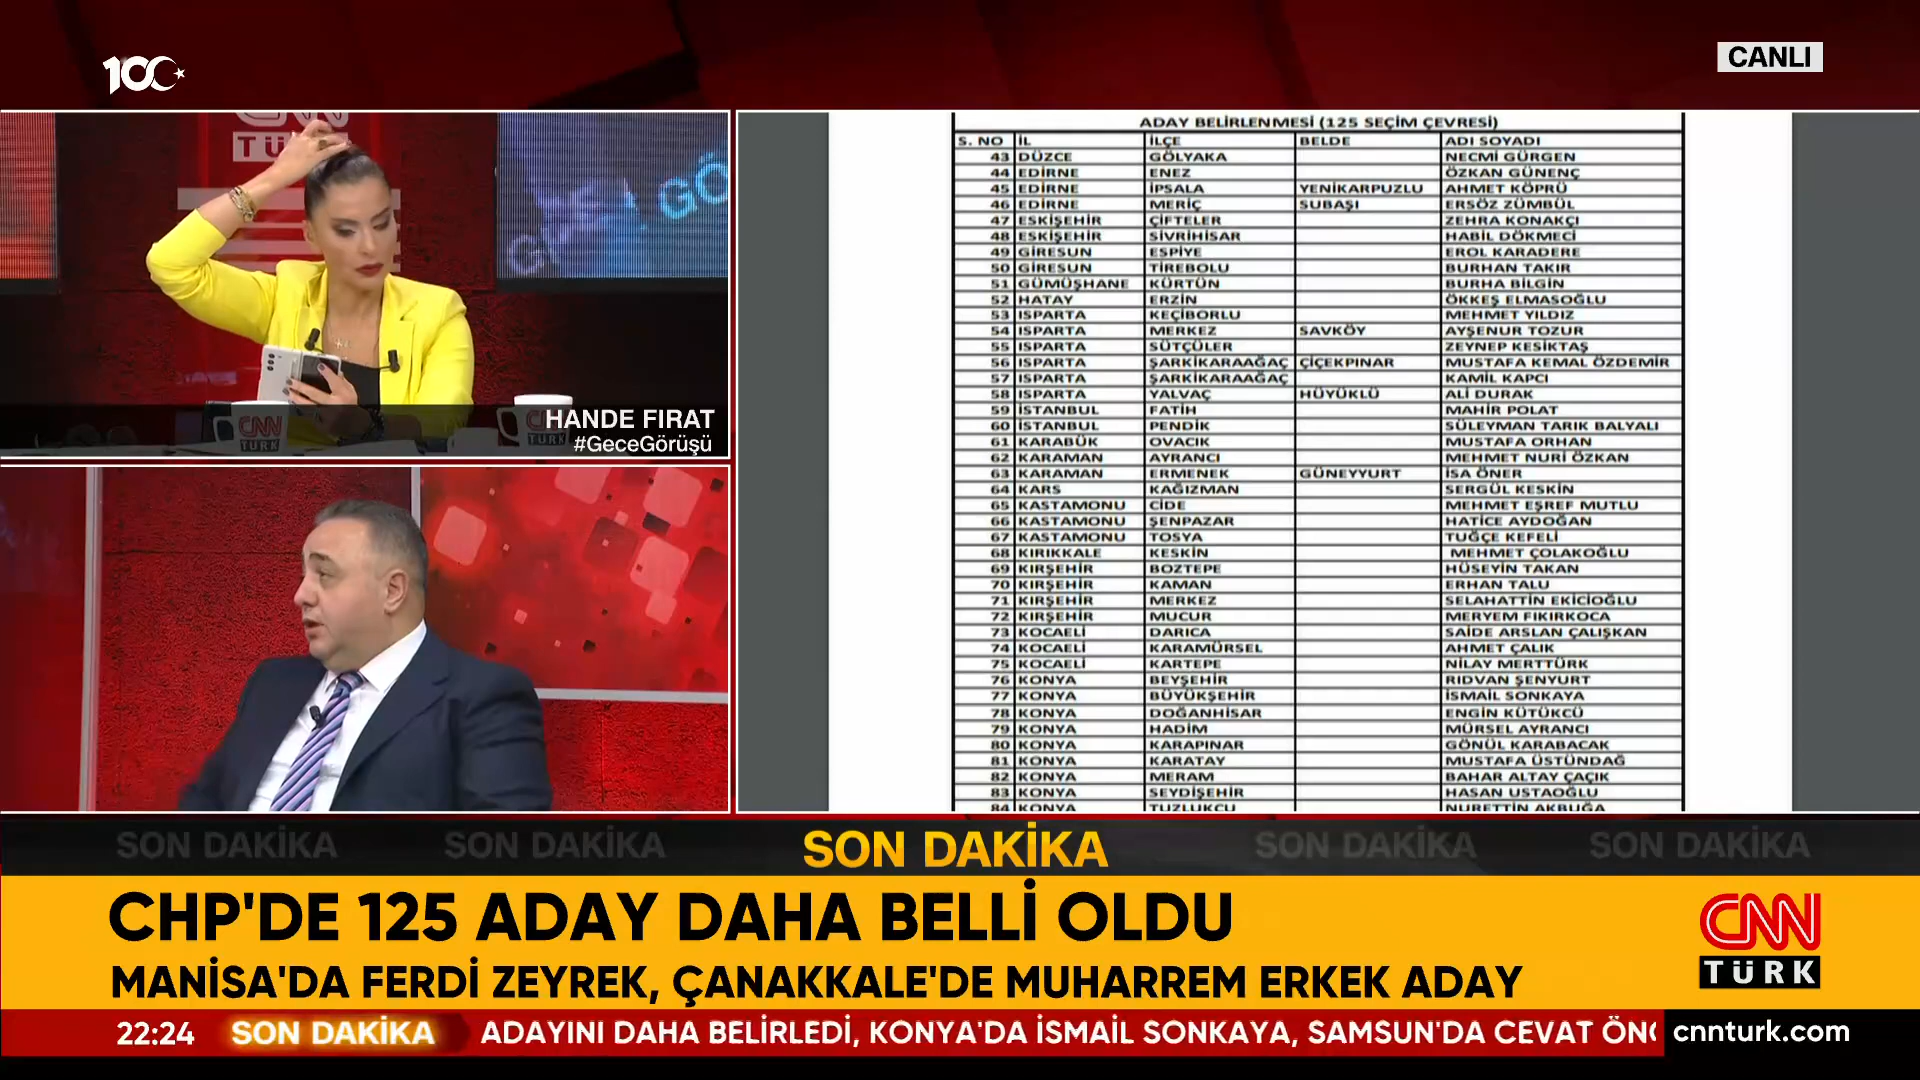 100
CANLI
CNN
TÜRK
GÖ
CNN
TÜRK
TÜRK
HANDE FIRAT
#GeceGörüşü
ADAY BELİRLENMESİ (125 SEÇİM ÇEVRESİ)
S. NO İL İLÇE BELDE ADI SOYADI
43 DÜZCE GÖLYAKA NECMİ GÜRGEN
44 EDİRNE ENEZ ÖZKAN GÜNENÇ
45 EDİRNE İPSALA YENİKARPUZLU AHMET KÖPRÜ
46 EDİRNE MERİÇ SUBAŞI ERSÖZ ZÜMBÜL
47 ESKİŞEHİR ÇİFTELER ZEHRA KONAKÇI
48 ESKİŞEHİR SİVRİHİSAR HABİL DÖKMECİ
49 GİRESUN ESPİYE EROL KARADERE
50 GİRESUN TİREBOLU BURHAN TAKIR
51 GÜMÜŞHANE KÜRTÜN BURHA BİLGİN
52 HATAY ERZİN ÖKKEŞ ELMASOĞLU
53 ISPARTA KEÇİBORLU MEHMET YILDIZ
54 ISPARTA MERKEZ SAVKÖY AYŞENUR TOZUR
55 ISPARTA SÜTÇÜLER ZEYNEP KESİKTAŞ
56 ISPARTA ŞARKİKARAAĞAÇ ÇİÇEKPINAR MUSTAFA KEMAL ÖZDEMİR
57 ISPARTA ŞARKİKARAAĞAÇ KAMİL KAPCI
58 ISPARTA YALVAÇ HÜYÜKLÜ ALİ DURAK
59 İSTANBUL FATİH MAHİR POLAT
60 İSTANBUL PENDİK SÜLEYMAN TARIK BALYALI
61 KARABÜK OVACIK MUSTAFA ORHAN
62 KARAMAN AYRANCI MEHMET NURİ ÖZKAN
63 KARAMAN ERMENEK GÜNEYYURT İSA ÖNER
64 KARS KAĞIZMAN SERGÜL KESKİN
65 KASTAMONU CİDE MEHMET EŞREF MUTLU
66 KASTAMONU ŞENPAZAR HATİCE AYDOĞAN
67 KASTAMONU TOSYA TUĞÇE KEFELİ
68 KIRIKKALE KESKİN MEHMET ÇOLAKOĞLU
69 KIRŞEHİR BOZTEPE HÜSEYİN TAKAN
70 KIRŞEHİR KAMAN ERHAN TALU
71 KIRŞEHİR MERKEZ SELAHATTİN EKİCİOĞLU
72 KIRŞEHİR MUCUR MERYEM FIKIRKOCA
73 KOCAELİ DARICA SAİDE ARSLAN ÇALIŞKAN
74 KOCAELİ KARAMÜRSEL AHMET ÇALIK
75 KOCAELİ KARTEPE NİLAY MERTTÜRK
76 KONYA BEYŞEHİR RIDVAN ŞENYURT
77 KONYA BÜYÜKŞEHİR İSMAİL SONKAYA
78 KONYA DOĞANHİSAR ENGİN KÜTÜKCÜ
79 KONYA HADİM MÜRSEL AYRANCI
80 KONYA KARAPINAR GÖNÜL KARABACAK
81 KONYA KARATAY MUSTAFA ÜSTÜNDAĞ
82 KONYA MERAM BAHAR ALTAY ÇAÇIK
83 KONYA SEYDİŞEHİR HASAN USTAOĞLU
84 KONYA TUZLUKCU NURETTİN AKBUĞA
SON DAKİKA SON DAKİKA SON DAKİKA SON DAKİKA SON DAKİKA
CHP'DE 125 ADAY DAHA BELLİ OLDU
MANİSA'DA FERDİ ZEYREK, ÇANAKKALE'DE MUHARREM ERKEK ADAY
CNN
TÜRK
22:24 SON DAKİKA ADAYINI DAHA BELİRLEDİ, KONYA'DA İSMAİL SONKAYA, SAMSUN'DA CEVAT ÖNC cnnturk.com